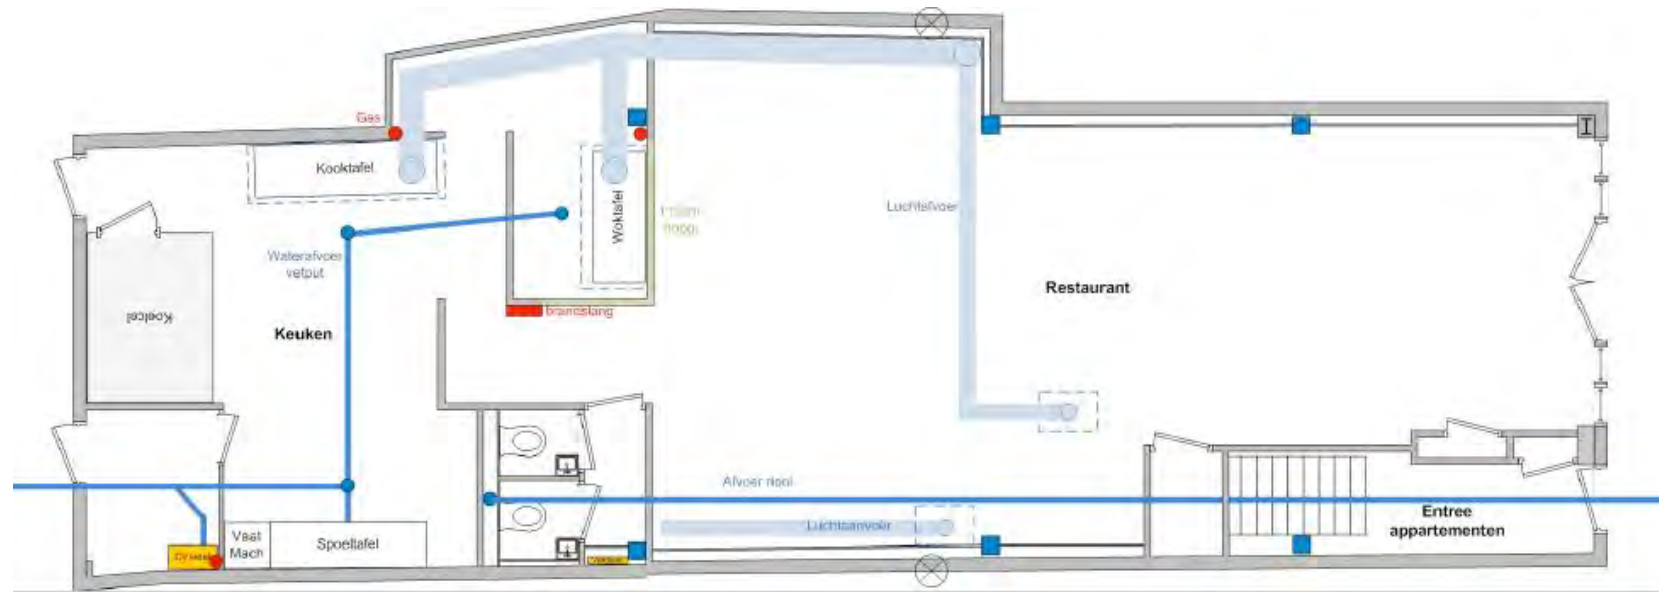 Gas
Kooktafel
Woktafel
Luchtafvoer
Waterafvoer
vetput
Koelcel
Keuken
Restaurant
brandslang
Afvoer riool
Luchtaanvoer
Entree
appartementen
Vaat
Mach
Spoeltafel